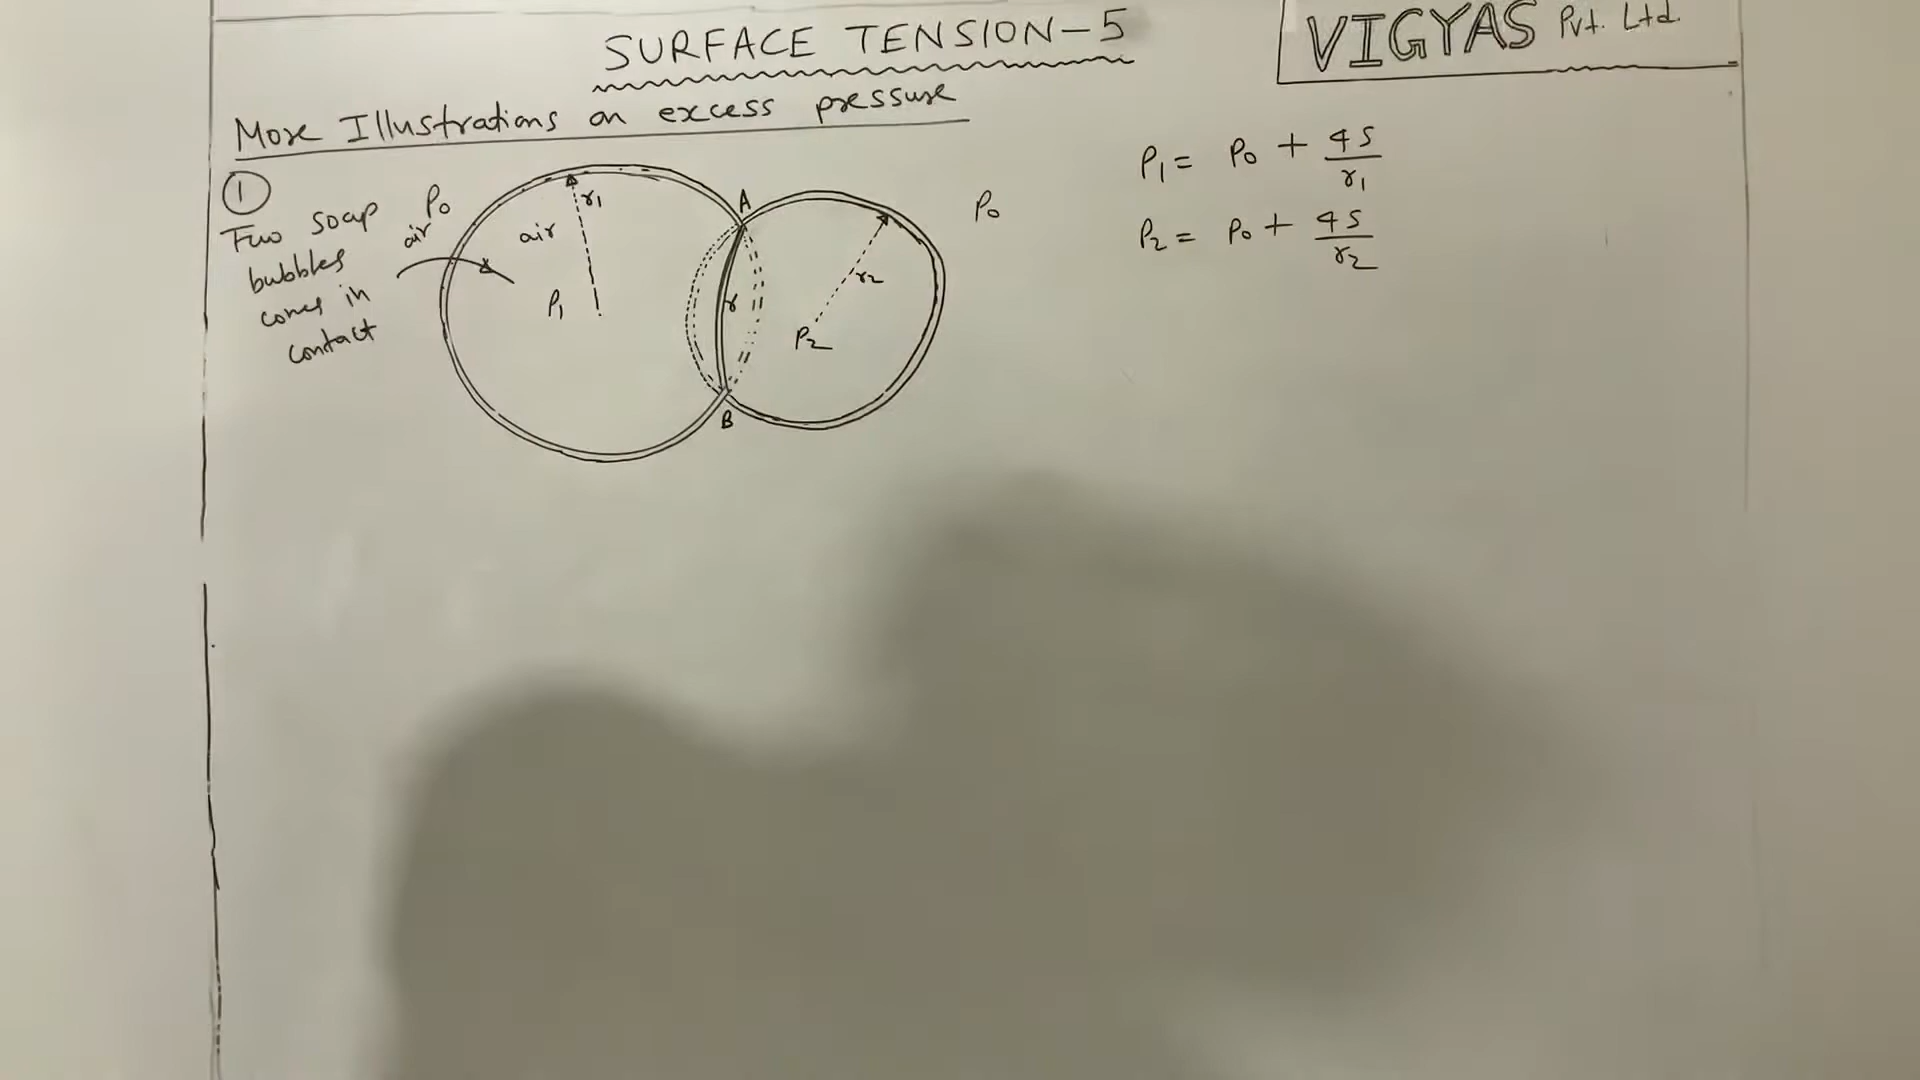 SURFACE TENSION-5
VIGYAS Pvt. Ltd.
More Illustrations on excess pressure
1
Two soap
bubbles
comes in
contact
P0
air
air
r1
P1
A
r
B
r2
P2
P0
P1 = P0 + 4S/r1
P2 = P0 + 4S/r2